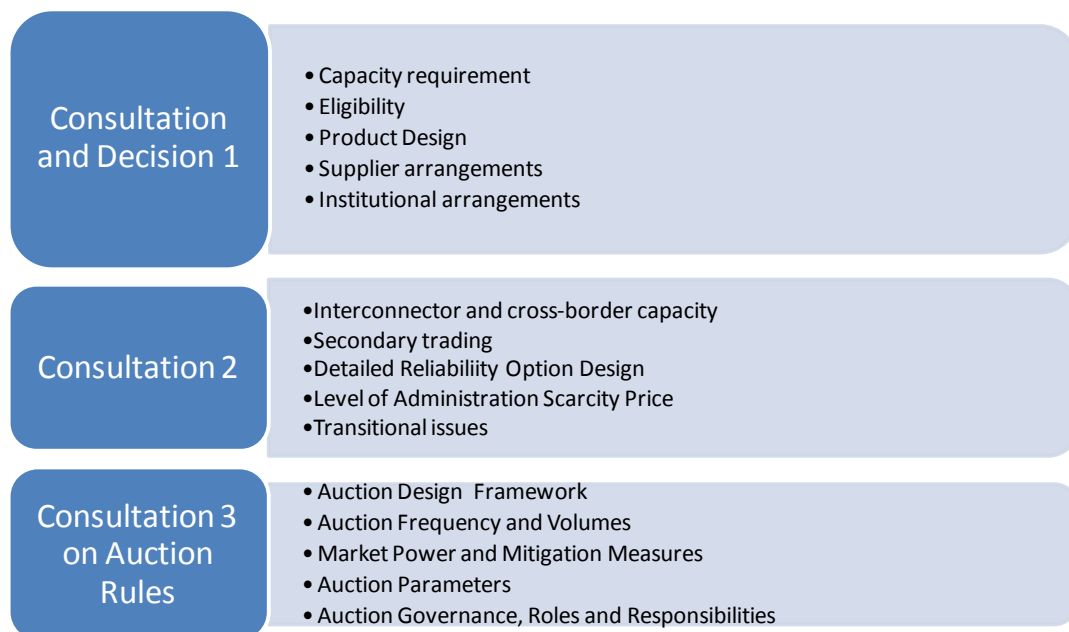 Consultation
and Decision 1
• Capacity requirement
• Eligibility
• Product Design
• Supplier arrangements
• Institutional arrangements
Consultation 2
•Interconnector and cross-border capacity
•Secondary trading
•Detailed Reliabiliity Option Design
•Level of Administration Scarcity Price
•Transitional issues
Consultation 3
on Auction
Rules
• Auction Design Framework
• Auction Frequency and Volumes
• Market Power and Mitigation Measures
• Auction Parameters
• Auction Governance, Roles and Responsibilities